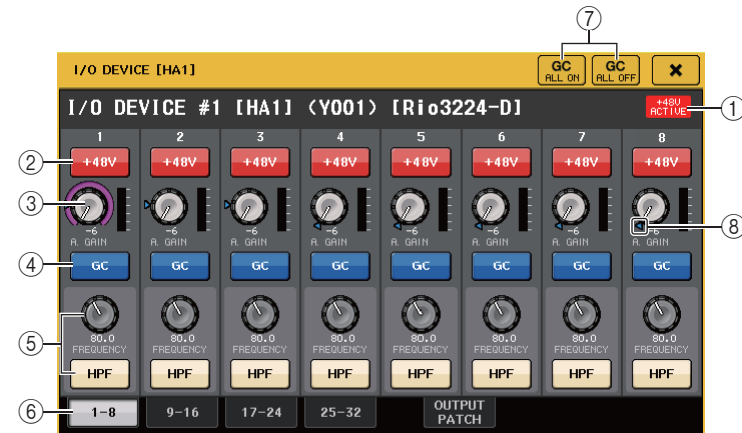 ⑦
I/O DEVICE [HA1]
GC ALL ON
GC ALL OFF
×
I/O DEVICE #1 [HA1] (Y001) [Rio3224-D]
+48V ACTIVE
①
1 2 3 4 5 6 7 8
② +48V +48V +48V +48V +48V +48V +48V +48V
③
-6 -6 -6 -6 -6 -6 -6 -6
⑧
A. GAIN A. GAIN A. GAIN A. GAIN A. GAIN A. GAIN A. GAIN A. GAIN
④ GC GC GC GC GC GC GC GC
⑤
80.0 80.0 80.0 80.0 80.0 80.0 80.0 80.0
FREQUENCY FREQUENCY FREQUENCY FREQUENCY FREQUENCY FREQUENCY FREQUENCY FREQUENCY
HPF HPF HPF HPF HPF HPF HPF HPF
⑥ 1-8 9-16 17-24 25-32 OUTPUT PATCH